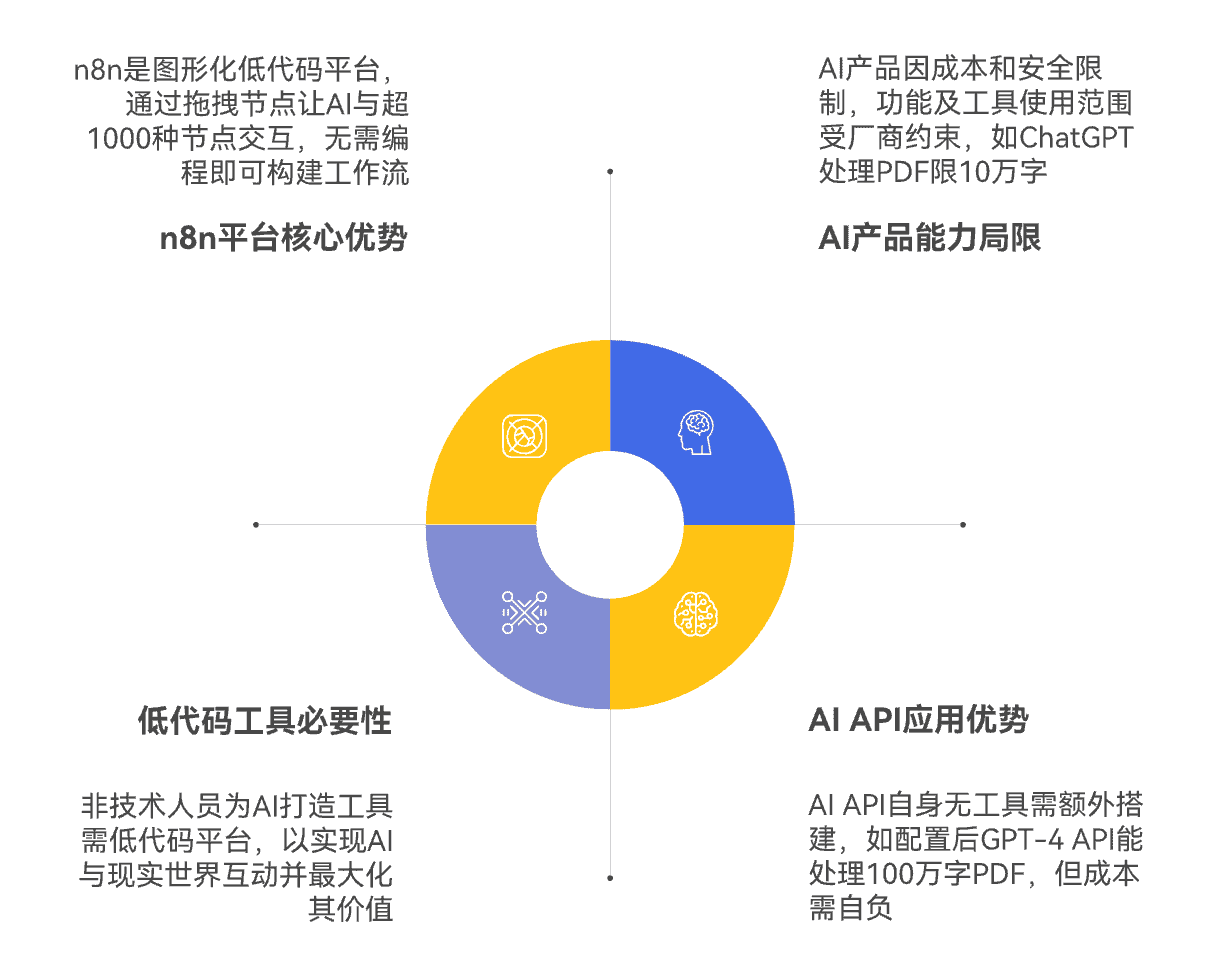 n8n是图形化低代码平台，
通过拖拽节点让AI与超
1000种节点交互，无需编
程即可构建工作流
n8n平台核心优势
AI产品因成本和安全限
制，功能及工具使用范围
受厂商约束，如ChatGPT
处理PDF限10万字
AI产品能力局限
低代码工具必要性
非技术人员为AI打造工具
需低代码平台，以实现AI
与现实世界互动并最大化
其价值
AI API应用优势
AI API自身无工具需额外搭
建，如配置后GPT-4 API能
处理100万字PDF，但成本
需自负